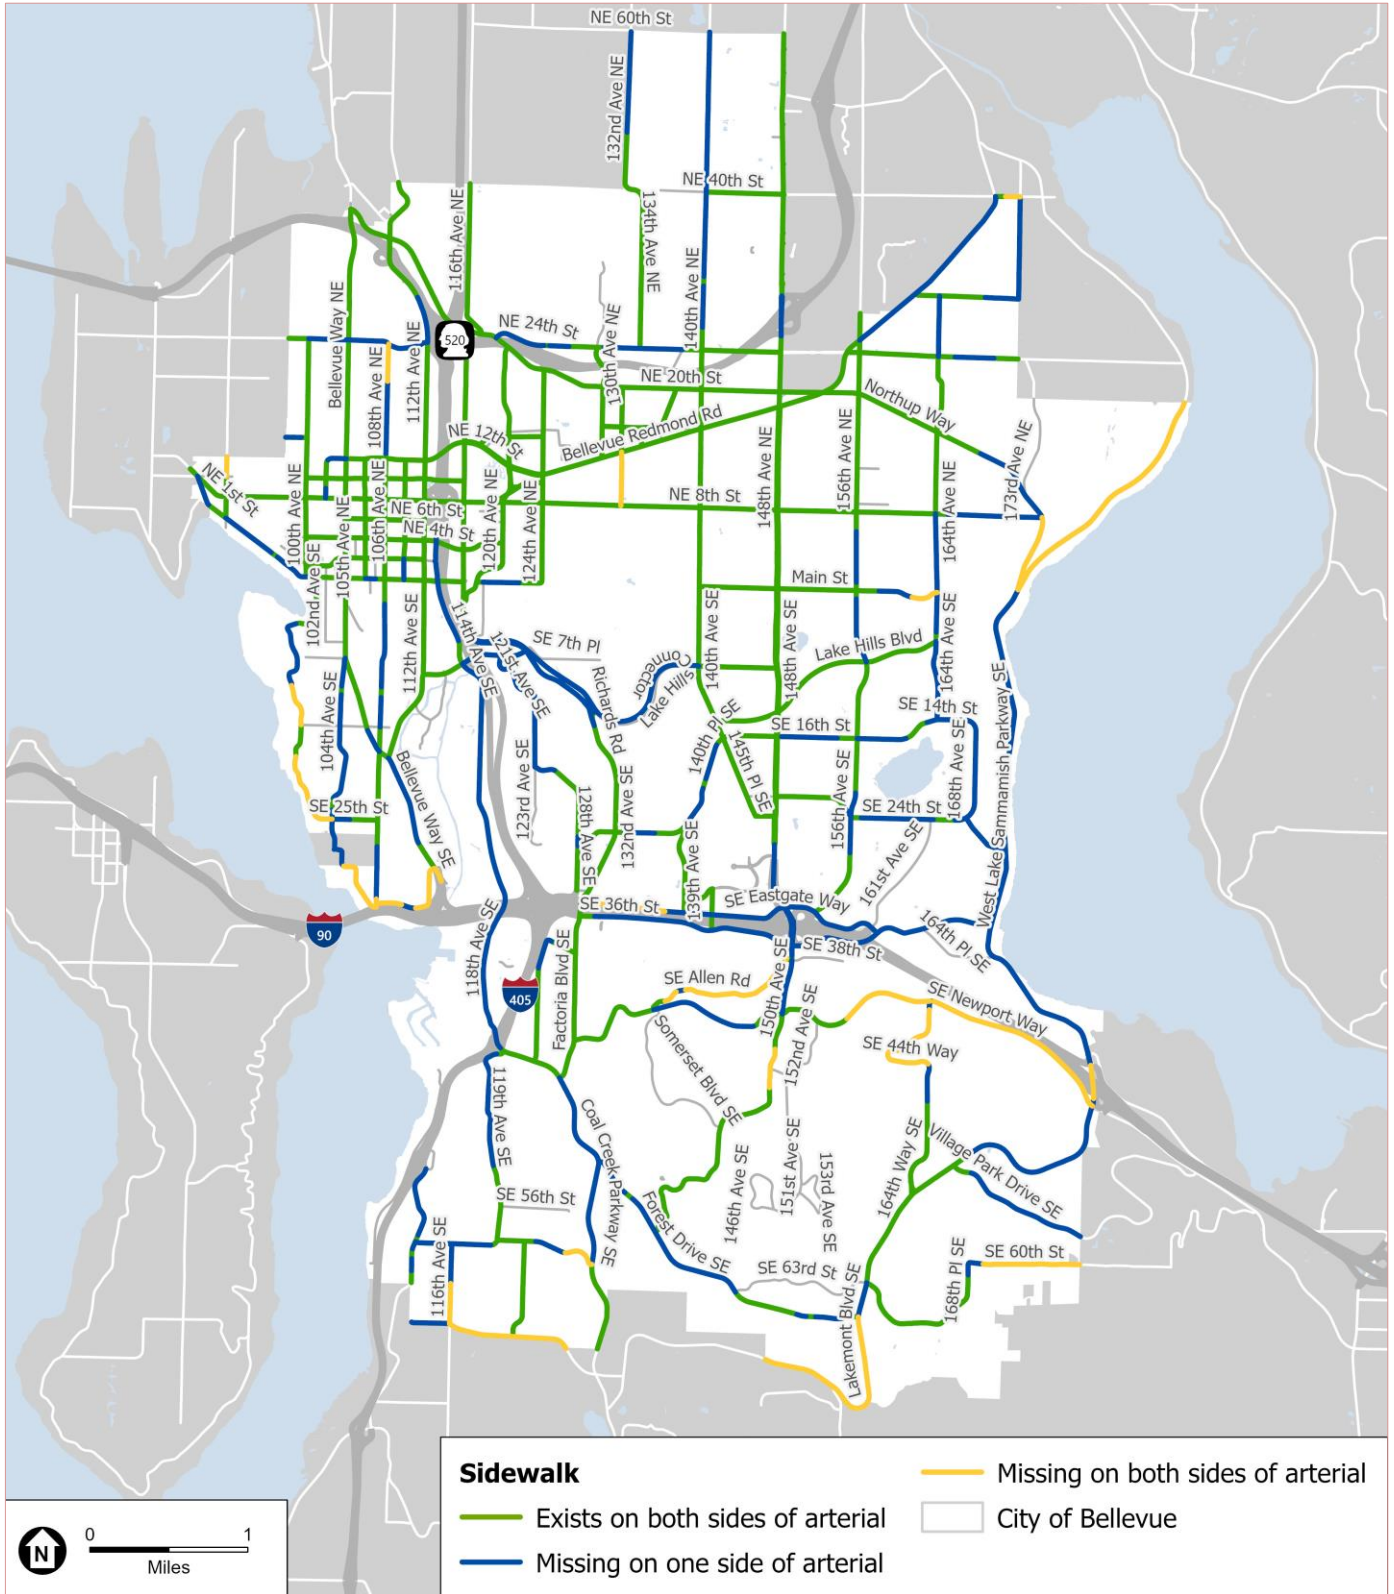 NE 60th St
132nd Ave NE
NE 40th St
134th Ave NE
116th Ave NE
140th Ave NE
Bellevue Way NE
NE 24th St
520
108th Ave NE
112th Ave NE
130th Ave NE
NE 20th St
Northup Way
Bellevue Redmond Rd
NE 12th St
148th Ave NE
156th Ave NE
164th Ave NE
173rd Ave NE
NE 1st St
100th Ave NE
105th Ave NE
106th Ave NE
NE 8th St
NE 6th St
NE 4th St
120th Ave NE
124th Ave NE
Main St
102nd Ave SE
112th Ave SE
114th Ave SE
121st Ave SE
SE 7th Pl
Lake Hills Connector
140th Ave SE
148th Ave SE
Lake Hills Blvd
164th Ave SE
104th Ave SE
Richards Rd
SE 14th St
SE 16th St
140th Pl SE
145th Pl SE
West Lake Sammamish Parkway SE
Bellevue Way SE
123rd Ave SE
128th Ave SE
132nd Ave SE
156th Ave SE
168th Ave SE
SE 25th St
SE 24th St
139th Ave SE
161st Ave SE
SE Eastgate Way
SE 36th St
90
118th Ave SE
Factoria Blvd SE
SE 38th St
164th Pl SE
405
SE Allen Rd
150th Ave SE
152nd Ave SE
SE Newport Way
SE 44th Way
Somerset Blvd SE
119th Ave SE
Coal Creek Parkway SE
SE 56th St
Forest Drive SE
146th Ave SE
151st Ave SE
153rd Ave SE
164th Way SE
Village Park Drive SE
116th Ave SE
SE 63rd St
Lakemont Blvd SE
168th Pl SE
SE 60th St
Sidewalk
Exists on both sides of arterial
Missing on one side of arterial
Missing on both sides of arterial
City of Bellevue
N
0 1
Miles